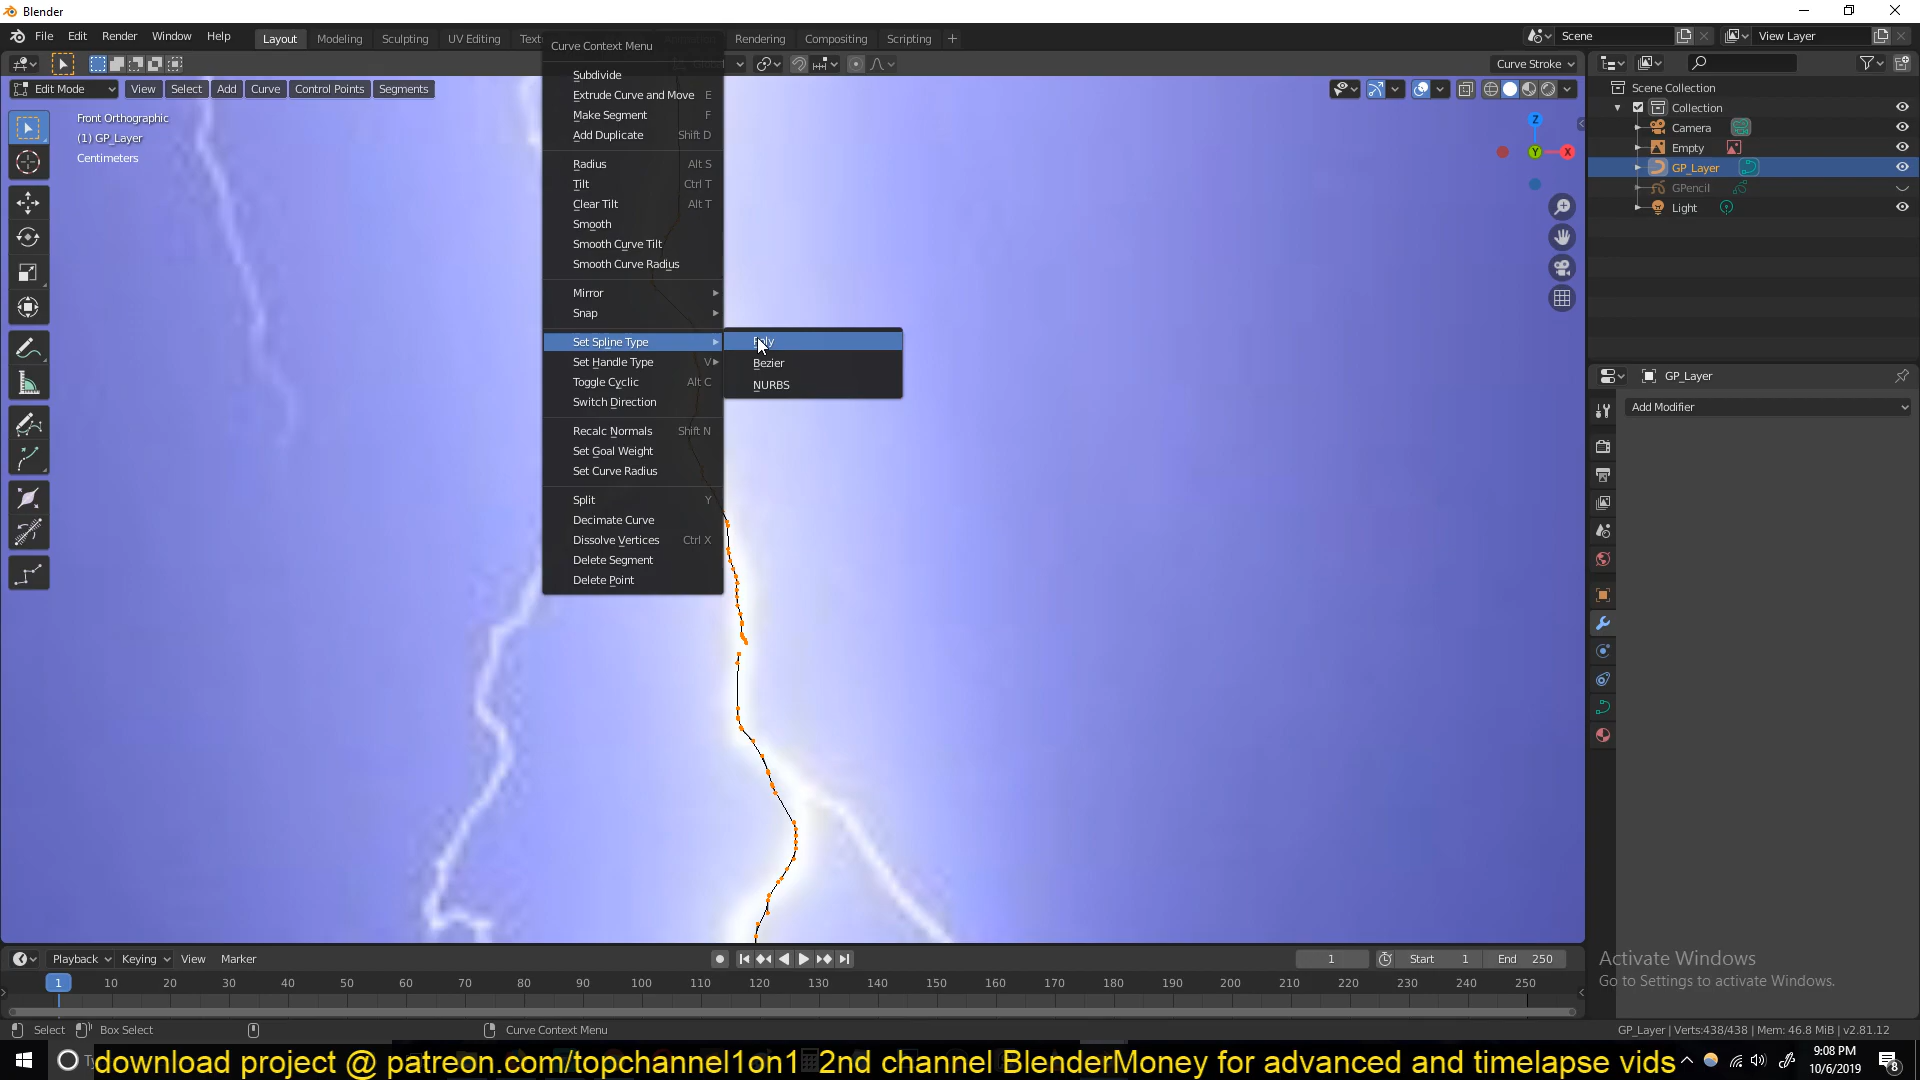 Blender
File Edit Render Window Help
Layout Modeling Sculpting UV Editing
Rendering Compositing Scripting +
Scene
View Layer
Curve Stroke
Edit Mode View Select Add Curve Control Points Segments
Front Orthographic
(1) GP_Layer
Centimeters
Curve Context Menu
Subdivide
Extrude Curve and Move E
Make Segment F
Add Duplicate Shift D
Radius Alt S
Tilt Ctrl T
Clear Tilt Alt T
Smooth
Smooth Curve Tilt
Smooth Curve Radius
Mirror
Snap
Set Spline Type
Set Handle Type V
Toggle Cyclic Alt C
Switch Direction
Recalc Normals Shift N
Set Goal Weight
Set Curve Radius
Split Y
Decimate Curve
Dissolve Vertices Ctrl X
Delete Segment
Delete Point
Poly
Bezier
NURBS
Z
Y
X
Scene Collection
Collection
Camera
Empty
GP_Layer
GPencil
Light
GP_Layer
Add Modifier
Playback Keying View Marker
1
Start 1
End 250
1 10 20 30 40 50 60 70 80 90 100 110 120 130 140 150 160 170 180 190 200 210 220 230 240 250
Activate Windows
Go to Settings to activate Windows.
Select Box Select Curve Context Menu
GP_Layer | Verts:438/438 | Mem: 46.8 MiB | v2.81.12
download project @ patreon.com/topchannel1on1 2nd channel BlenderMoney for advanced and timelapse vids
9:08 PM
10/6/2019
8